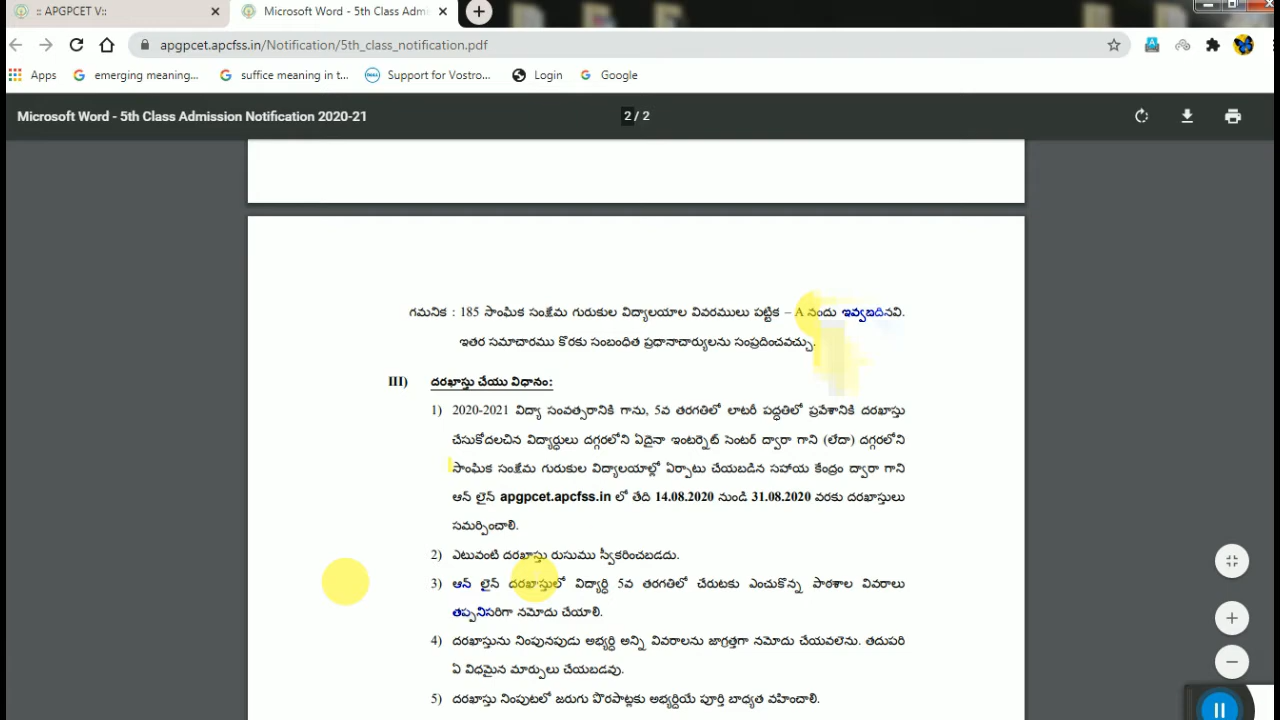 :: APGPCET V::
Microsoft Word - 5th Class Admi
apgpcet.apcfss.in/Notification/5th_class_notification.pdf
Apps
emerging meaning...
suffice meaning in t...
Support for Vostro...
Login
Google
Microsoft Word - 5th Class Admission Notification 2020-21
2 / 2
గమనిక : 185 సాంఘిక సంక్షేమ గురుకుల విద్యాలయాల వివరములు పట్టిక – A నందు ఇవ్వబడినవి.
ఇతర సమాచారము కొరకు సంబంధిత ప్రధానాచార్యులను సంప్రదించవచ్చు.
III) దరఖాస్తు చేయు విధానం:
1) 2020-2021 విద్యా సంవత్సరానికి గాను, 5వ తరగతిలో లాటరీ పద్ధతిలో ప్రవేశానికి దరఖాస్తు
చేసుకోదలచిన విద్యార్థులు దగ్గరలోని ఏదైనా ఇంటర్నెట్ సెంటర్ ద్వారా గాని (లేదా) దగ్గరలోని
సాంఘిక సంక్షేమ గురుకుల విద్యాలయాల్లో ఏర్పాటు చేయబడిన సహాయ కేంద్రం ద్వారా గాని
ఆన్ లైన్ apgpcet.apcfss.in లో తేది 14.08.2020 నుండి 31.08.2020 వరకు దరఖాస్తులు
సమర్పించాలి.
2) ఎటువంటి దరఖాస్తు రుసుము స్వీకరించబడదు.
3) ఆన్ లైన్ దరఖాస్తులో విద్యార్థి 5వ తరగతిలో చేరుటకు ఎంచుకొన్న పాఠశాల వివరాలు
తప్పనిసరిగా నమోదు చేయాలి.
4) దరఖాస్తును నింపునపుడు అభ్యర్థి అన్ని వివరాలను జాగ్రత్తగా నమోదు చేయవలెను. తదుపరి
ఏ విధమైన మార్పులు చేయబడవు.
5) దరఖాస్తు నింపుటలో జరుగు పొరపాట్లకు అభ్యర్థియే పూర్తి బాధ్యత వహించాలి.